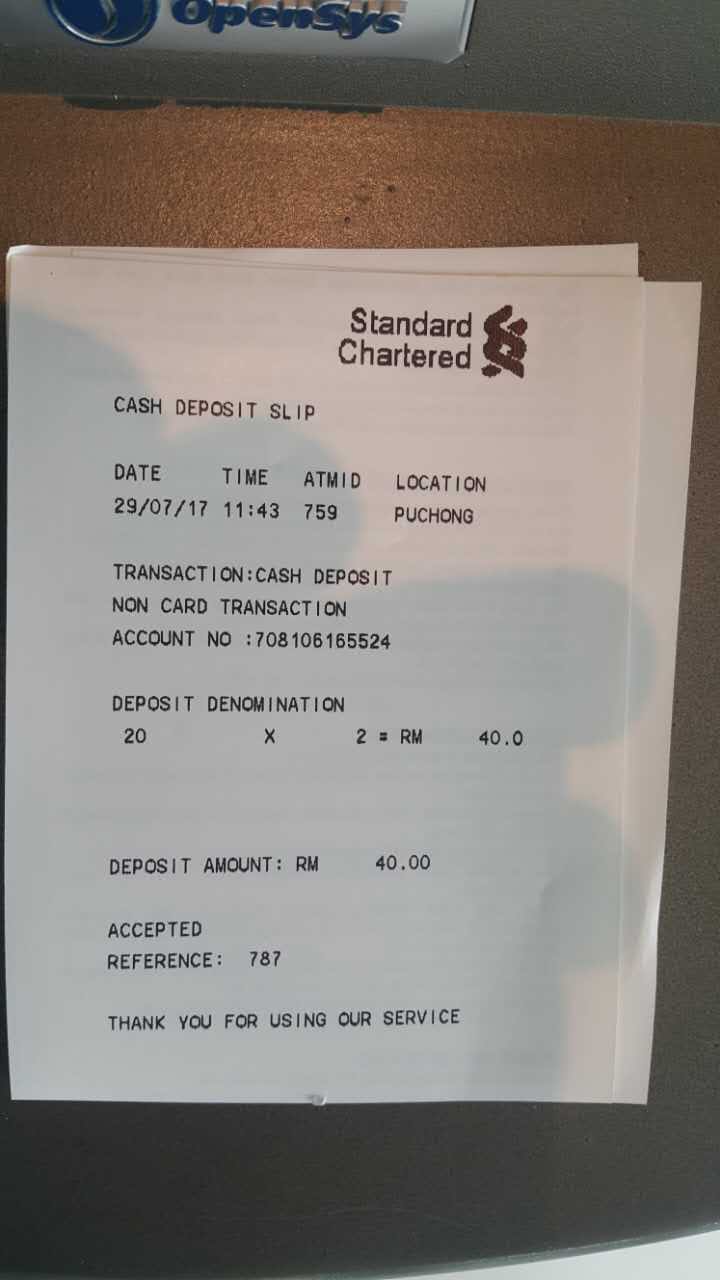 OpenSys
Standard
Chartered
CASH DEPOSIT SLIP
DATE TIME ATMID LOCATION
29/07/17 11:43 759 PUCHONG
TRANSACTION:CASH DEPOSIT
NON CARD TRANSACTION
ACCOUNT NO :708106165524
DEPOSIT DENOMINATION
20 X 2 = RM 40.0
DEPOSIT AMOUNT: RM 40.00
ACCEPTED
REFERENCE: 787
THANK YOU FOR USING OUR SERVICE